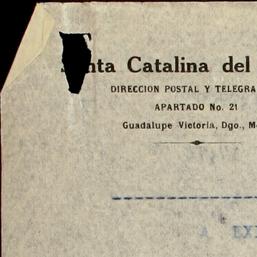 nta Catalina del
DIRECCION POSTAL Y TELEGRA
APARTADO No. 21
Guadalupe Victoria, Dgo., M
A EX